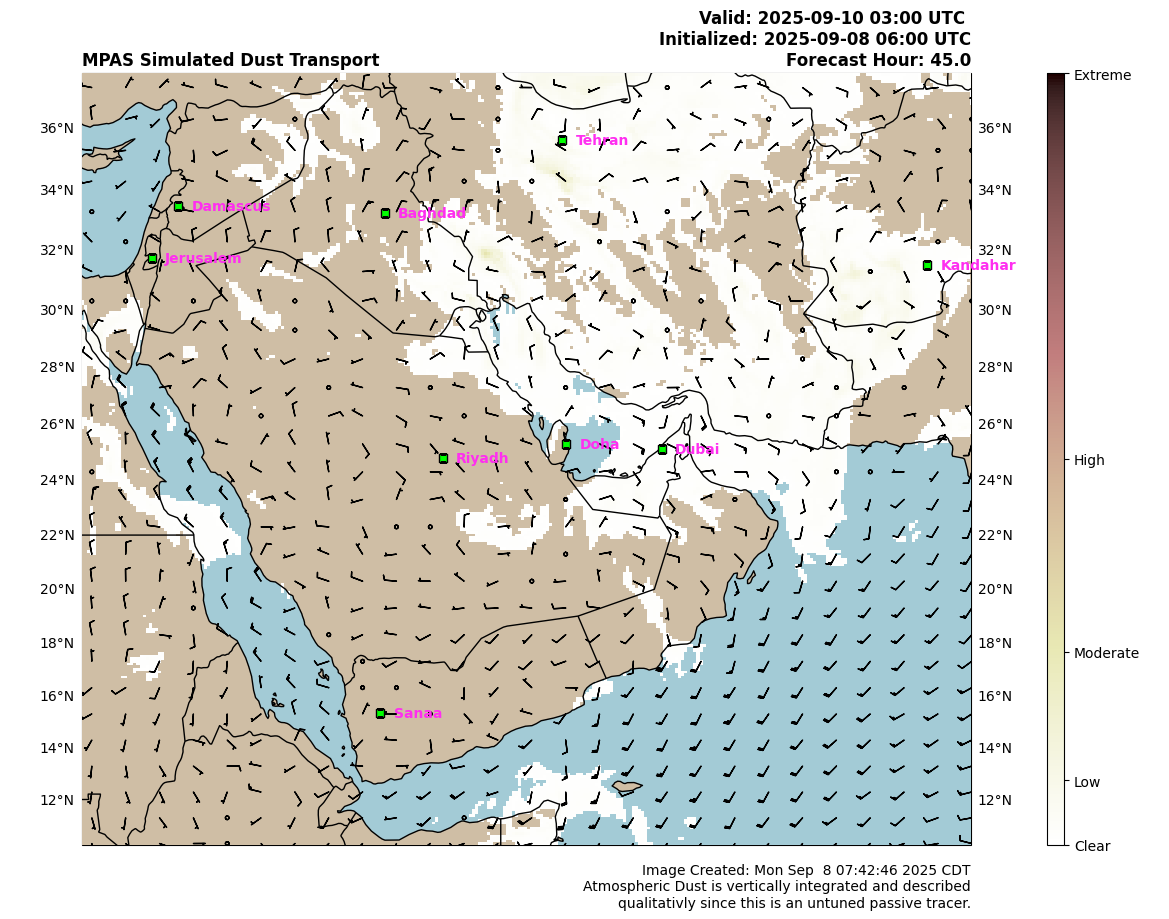 Valid: 2025-09-10 03:00 UTC
Initialized: 2025-09-08 06:00 UTC
MPAS Simulated Dust Transport
Forecast Hour: 45.0
Extreme
High
Moderate
Low
Clear
36°N
34°N
32°N
30°N
28°N
26°N
24°N
22°N
20°N
18°N
16°N
14°N
12°N
36°N
34°N
32°N
30°N
28°N
26°N
24°N
22°N
20°N
18°N
16°N
14°N
12°N
Tehran
Damascus
Baghdad
Jerusalem
Kandahar
Doha
Dubai
Riyadh
Sanaa
Image Created: Mon Sep  8 07:42:46 2025 CDT
Atmospheric Dust is vertically integrated and described
qualitativly since this is an untuned passive tracer.